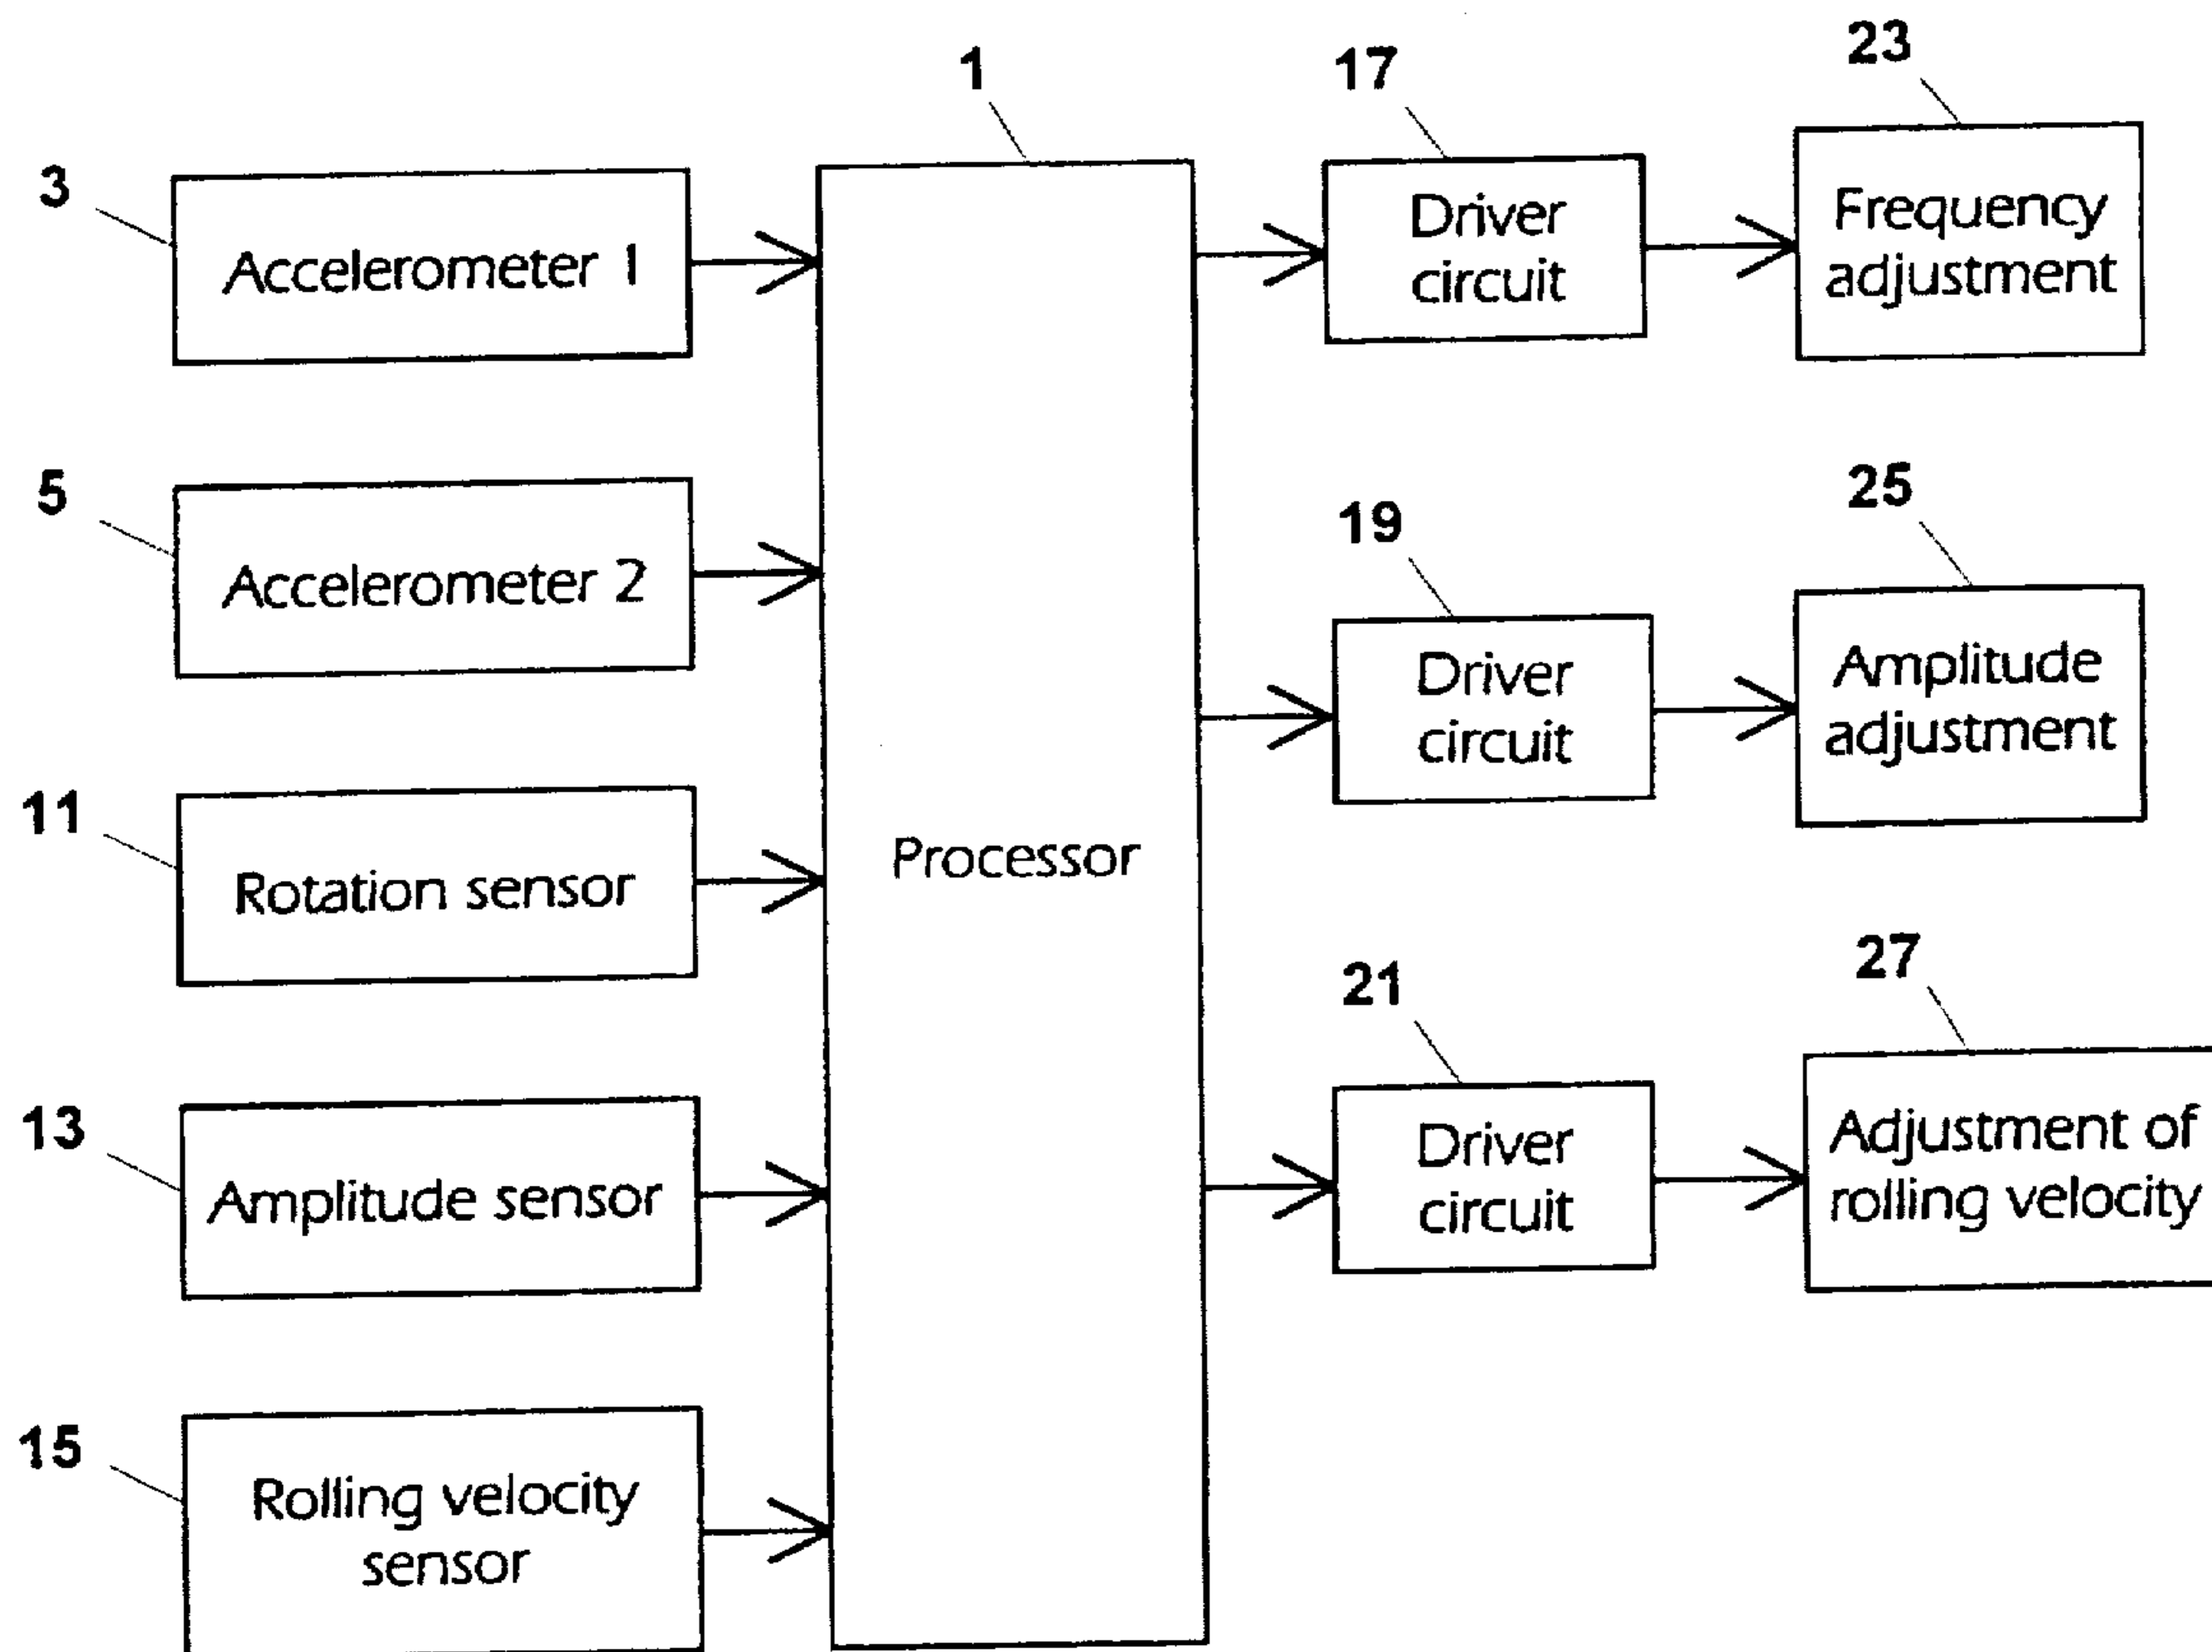 1
17
23
3
Accelerometer 1
Driver
circuit
Frequency
adjustment
5
Accelerometer 2
19
25
Driver
circuit
Amplitude
adjustment
11
Rotation sensor
Processor
21
27
13
Amplitude sensor
Driver
circuit
Adjustment of
rolling velocity
15
Rolling velocity
sensor